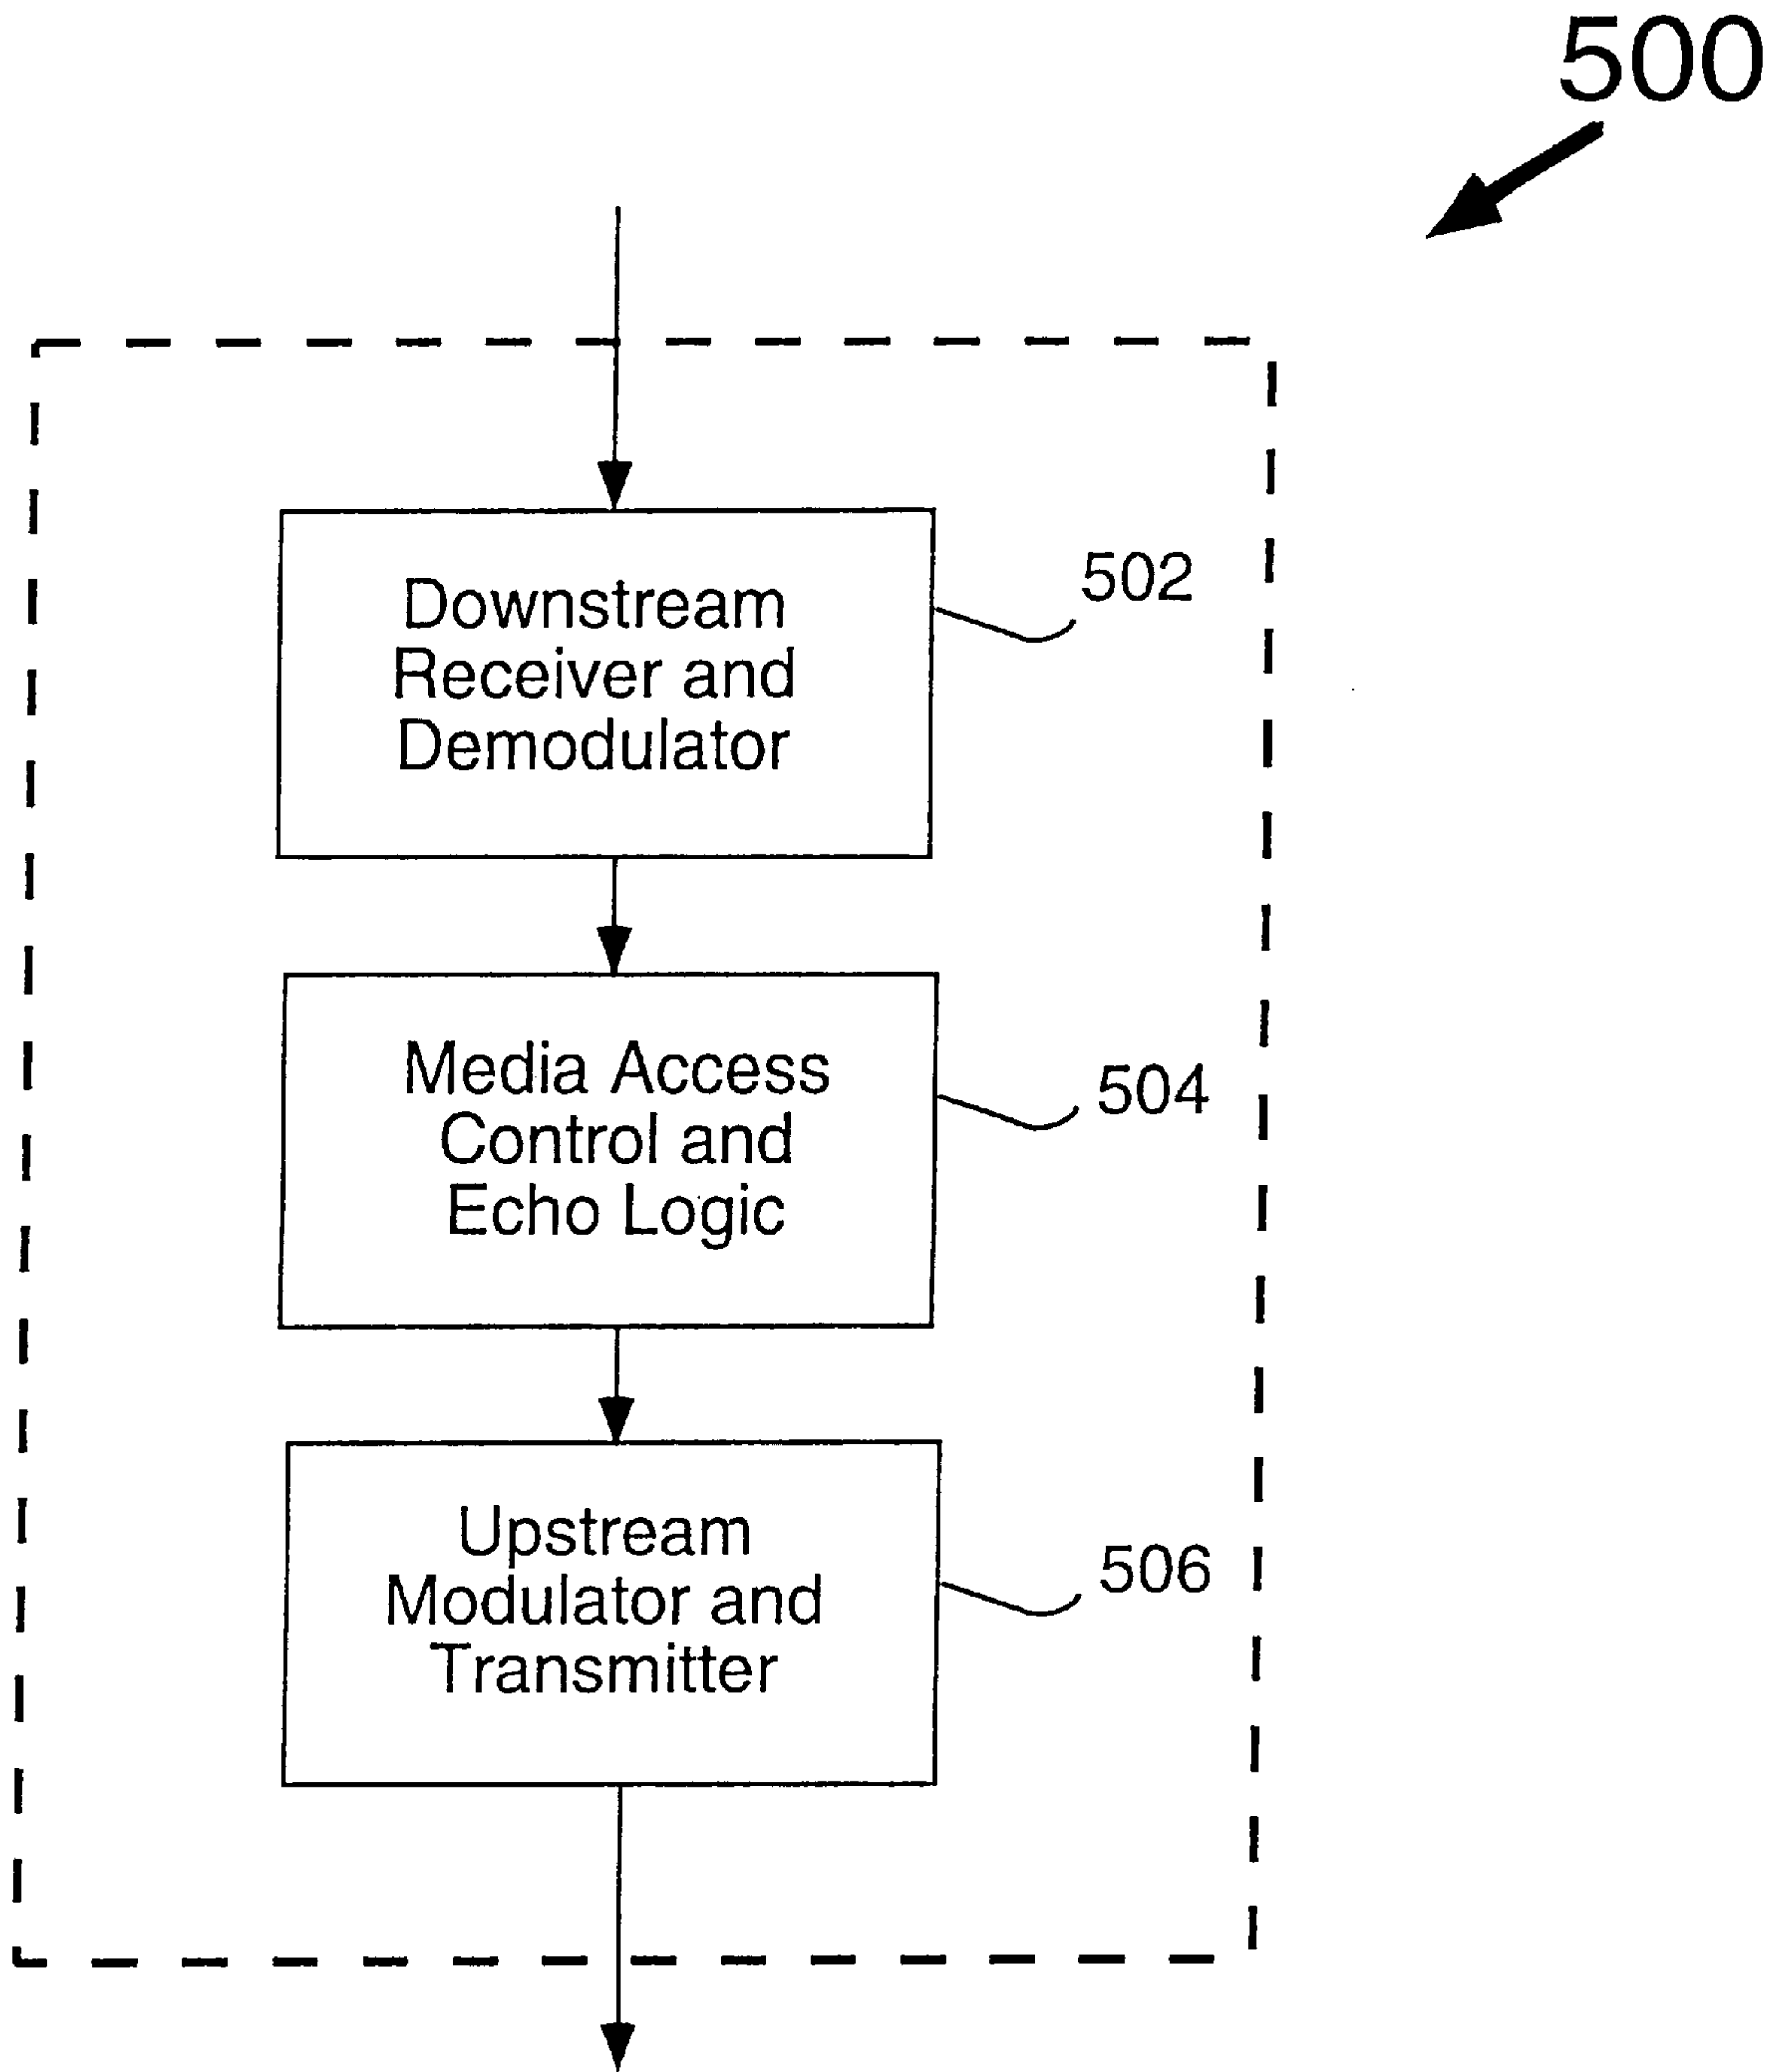 500
Downstream
Receiver and
Demodulator
502
Media Access
Control and
Echo Logic
504
Upstream
Modulator and
Transmitter
506